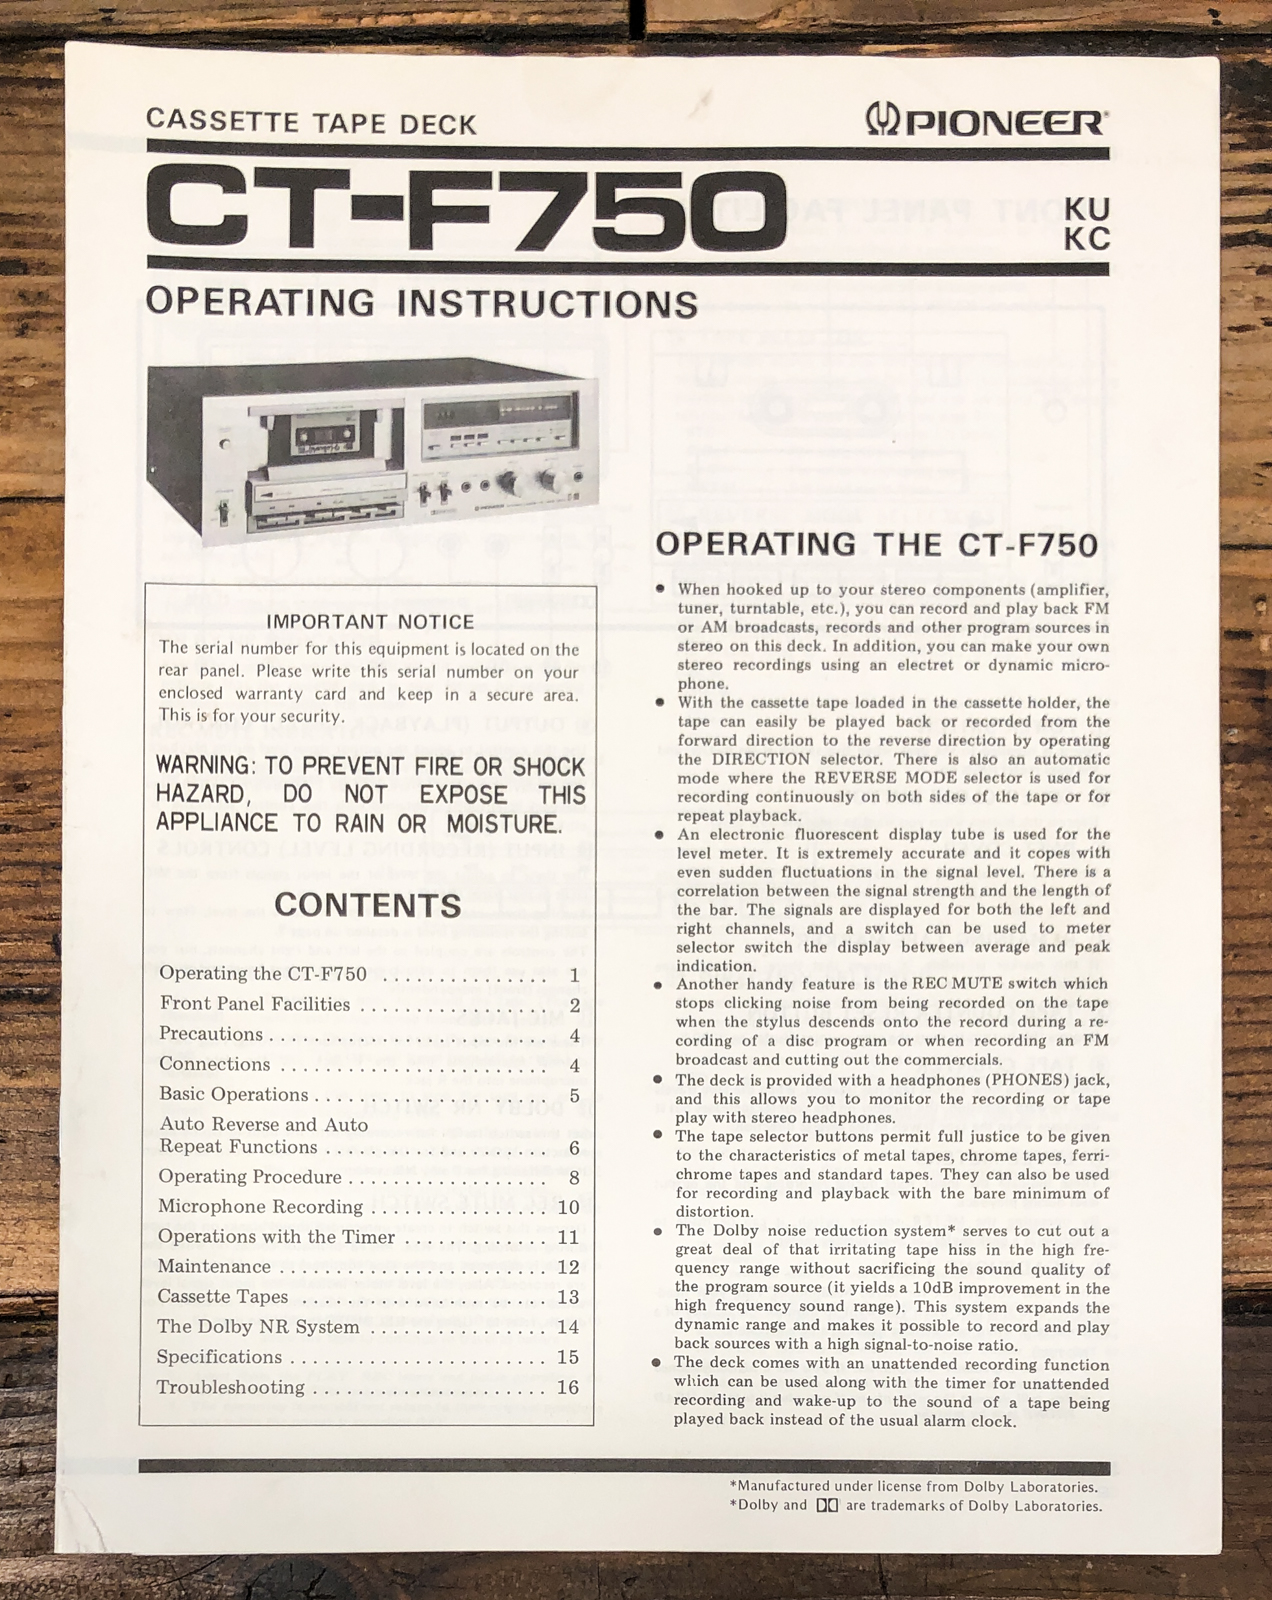 CASSETTE TAPE DECK
PIONEER®
CT-F750
KU
KC
OPERATING INSTRUCTIONS
IMPORTANT NOTICE
The serial number for this equipment is located on the
rear panel. Please write this serial number on your
enclosed warranty card and keep in a secure area.
This is for your security.
WARNING: TO PREVENT FIRE OR SHOCK
HAZARD, DO NOT EXPOSE THIS
APPLIANCE TO RAIN OR MOISTURE.
CONTENTS
Operating the CT-F750 . . . . . . . . . . . . . . . 1
Front Panel Facilities . . . . . . . . . . . . . . . . . 2
Precautions . . . . . . . . . . . . . . . . . . . . . . . . . 4
Connections . . . . . . . . . . . . . . . . . . . . . . . . 4
Basic Operations . . . . . . . . . . . . . . . . . . . . . 5
Auto Reverse and Auto
Repeat Functions . . . . . . . . . . . . . . . . . . . . 6
Operating Procedure . . . . . . . . . . . . . . . . . . 8
Microphone Recording . . . . . . . . . . . . . . . . 10
Operations with the Timer . . . . . . . . . . . . . 11
Maintenance . . . . . . . . . . . . . . . . . . . . . . . . 12
Cassette Tapes . . . . . . . . . . . . . . . . . . . . . . 13
The Dolby NR System . . . . . . . . . . . . . . . . 14
Specifications . . . . . . . . . . . . . . . . . . . . . . . 15
Troubleshooting . . . . . . . . . . . . . . . . . . . . . 16
OPERATING THE CT-F750
● When hooked up to your stereo components (amplifier,
tuner, turntable, etc.), you can record and play back FM
or AM broadcasts, records and other program sources in
stereo on this deck. In addition, you can make your own
stereo recordings using an electret or dynamic micro-
phone.
● With the cassette tape loaded in the cassette holder, the
tape can easily be played back or recorded from the
forward direction to the reverse direction by operating
the DIRECTION selector. There is also an automatic
mode where the REVERSE MODE selector is used for
recording continuously on both sides of the tape or for
repeat playback.
● An electronic fluorescent display tube is used for the
level meter. It is extremely accurate and it copes with
even sudden fluctuations in the signal level. There is a
correlation between the signal strength and the length of
the bar. The signals are displayed for both the left and
right channels, and a switch can be used to meter
selector switch the display between average and peak
indication.
● Another handy feature is the REC MUTE switch which
stops clicking noise from being recorded on the tape
when the stylus descends onto the record during a re-
cording of a disc program or when recording an FM
broadcast and cutting out the commercials.
● The deck is provided with a headphones (PHONES) jack,
and this allows you to monitor the recording or tape
play with stereo headphones.
● The tape selector buttons permit full justice to be given
to the characteristics of metal tapes, chrome tapes, ferri-
chrome tapes and standard tapes. They can also be used
for recording and playback with the bare minimum of
distortion.
● The Dolby noise reduction system* serves to cut out a
great deal of that irritating tape hiss in the high fre-
quency range without sacrificing the sound quality of
the program source (it yields a 10dB improvement in the
high frequency sound range). This system expands the
dynamic range and makes it possible to record and play
back sources with a high signal-to-noise ratio.
● The deck comes with an unattended recording function
which can be used along with the timer for unattended
recording and wake-up to the sound of a tape being
played back instead of the usual alarm clock.
*Manufactured under license from Dolby Laboratories.
*Dolby and are trademarks of Dolby Laboratories.